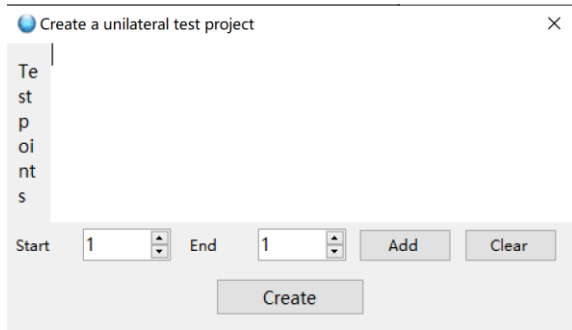 Create a unilateral test project
Te
st
p
oi
nt
s
Start 1 End 1 Add Clear
Create